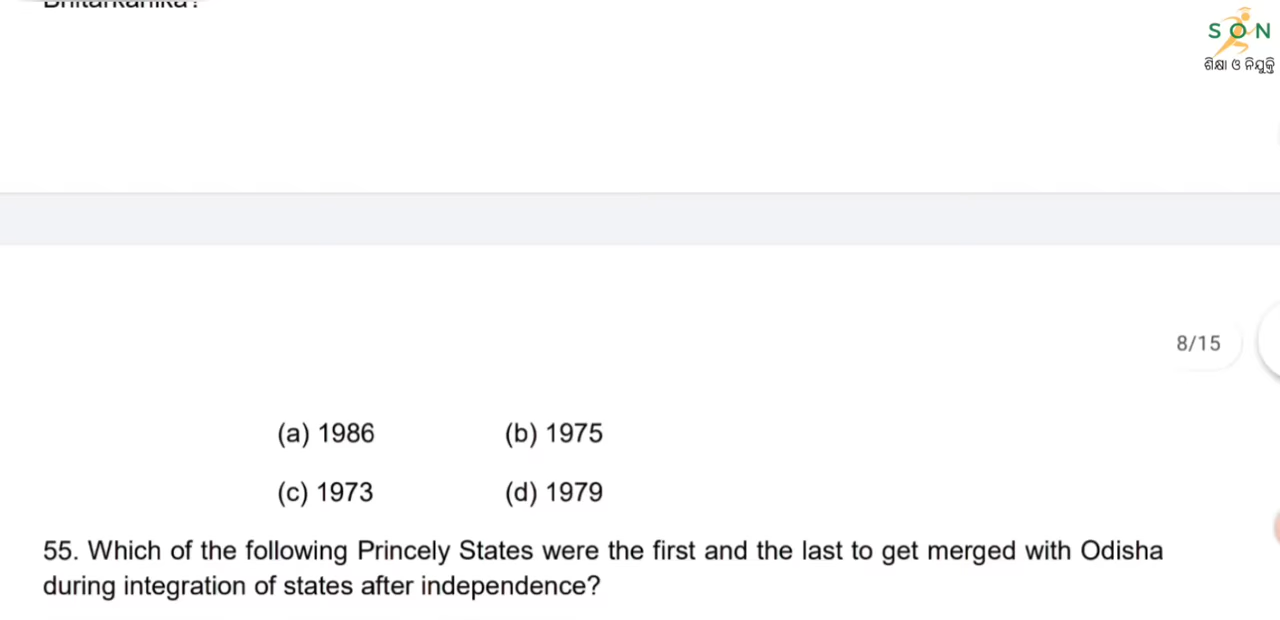 SON
ଶିକ୍ଷା ଓ ନିଯୁକ୍ତି
8/15
(a) 1986 (b) 1975
(c) 1973 (d) 1979
55. Which of the following Princely States were the first and the last to get merged with Odisha
during integration of states after independence?